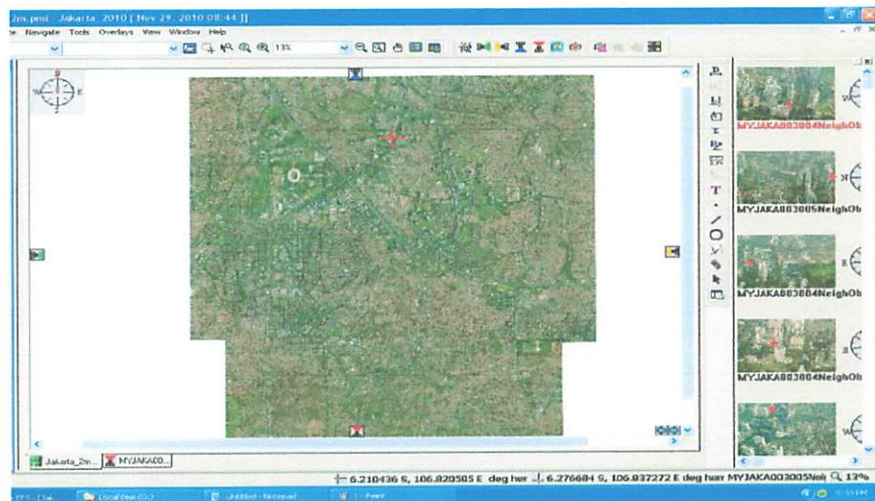 2m.pmi - Jakarta_2010 [ Nov 29, 2010 08:44 ]]
Navigate Tools Overlays View Window Help
13%
N
W
E
S
T
W
MYJAKA003004NeighOb
N
MYJAKA003005NeighOb
E
MYJAKA003004NeighOb
S
MYJAKA003004NeighOb
W
Jakarta_2m...
MYJAKA00...
6.210436 S, 106.820505 E deg
6.276684 S, 106.837272 E deg
MYJAKA003005Nei
13%
Local Disk (D:)
Untitled - Notepad
1 - Paint
PM